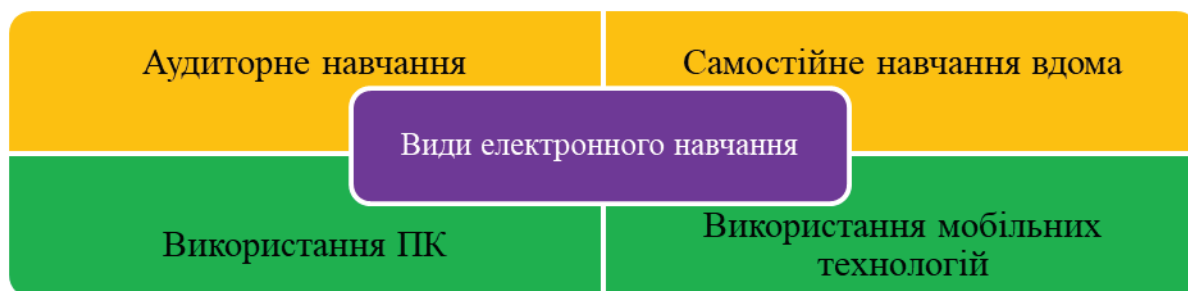 Аудиторне навчання
Самостійне навчання вдома
Види електронного навчання
Використання ПК
Використання мобільних
технологій